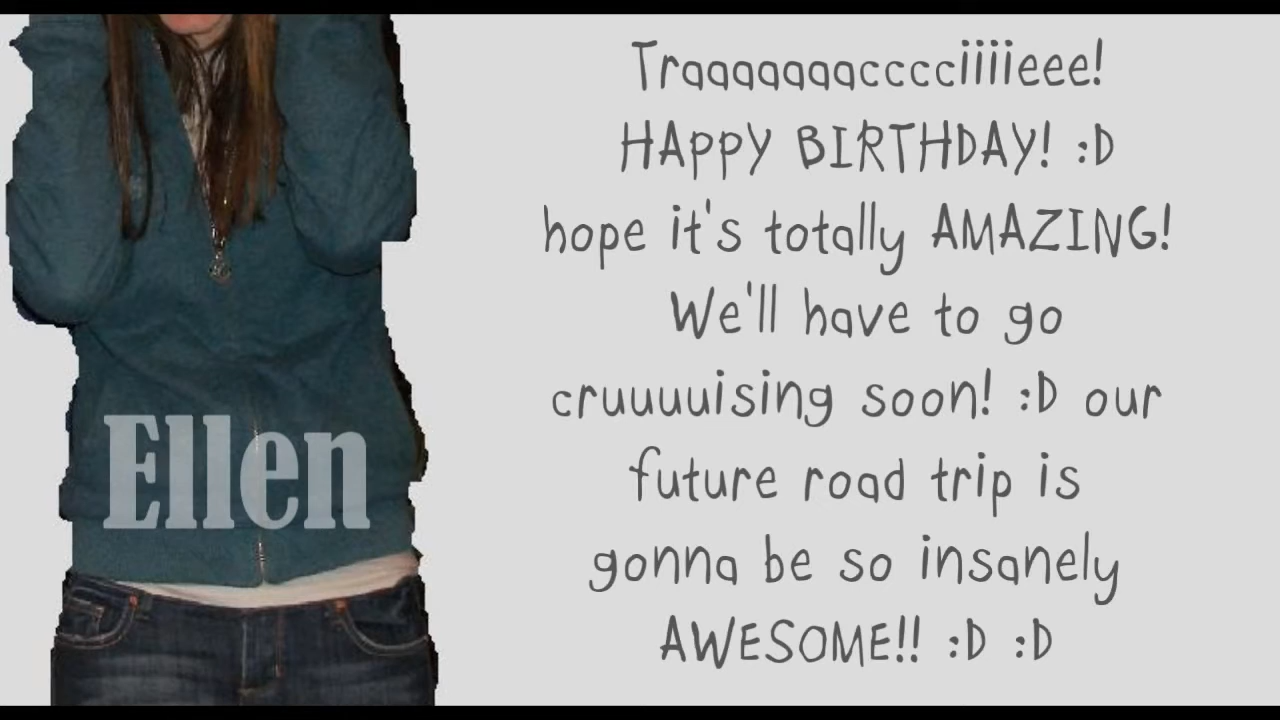 Traaaaaaacccciiiieee!
HAppy BIRTHDAY! :D
hope it's totally AMAZING!
We'll have to go
cruuuuising soon! :D our
future road trip is
gonna be so insanely
AWESOME!! :D :D
Ellen